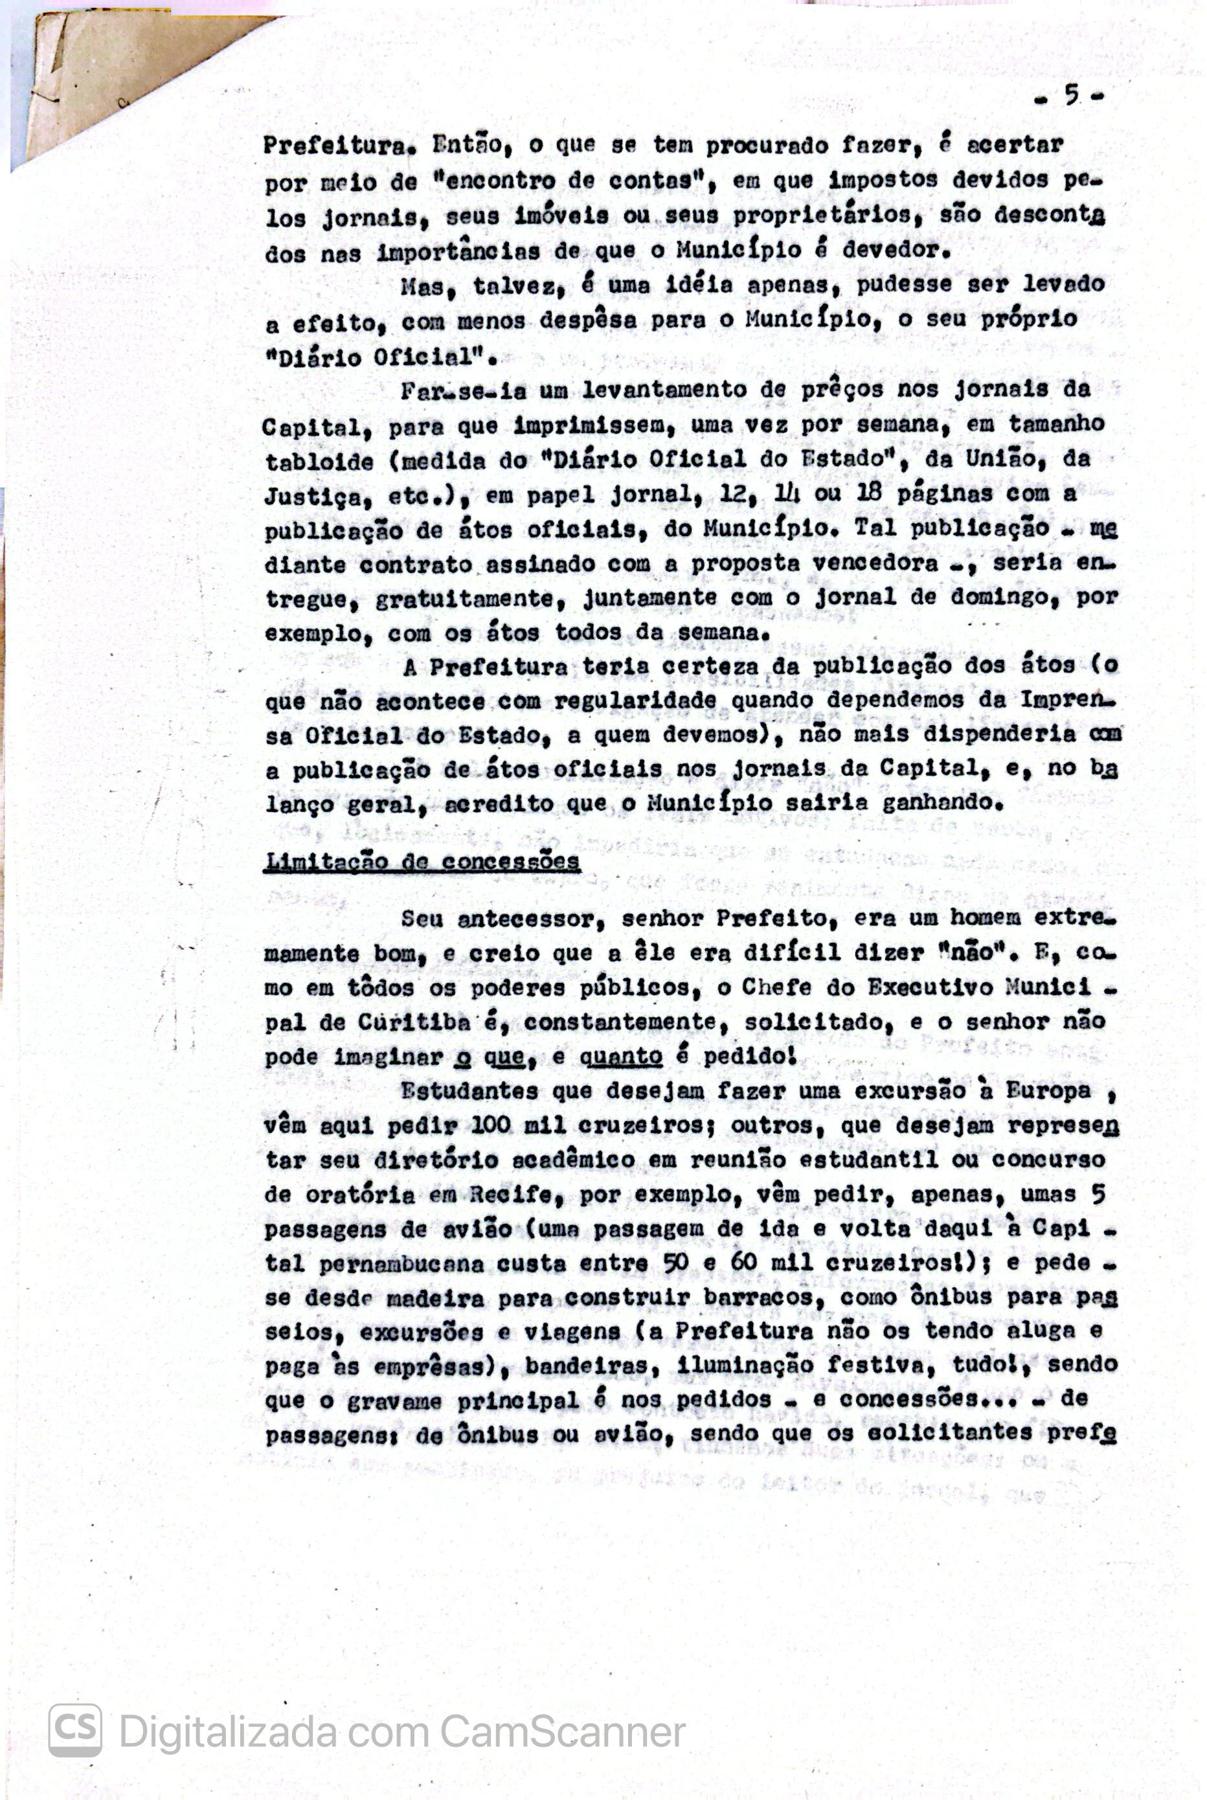 - 5 -
Prefeitura. Então, o que se tem procurado fazer, é acertar
por meio de "encontro de contas", em que impostos devidos pe-
los jornais, seus imóveis ou seus proprietários, são desconta
dos nas importâncias de que o Município é devedor.
Mas, talvez, é uma idéia apenas, pudesse ser levado
a efeito, com menos despêsa para o Município, o seu próprio
"Diário Oficial".
Far-se-ia um levantamento de prêços nos jornais da
Capital, para que imprimissem, uma vez por semana, em tamanho
tabloide (medida do "Diário Oficial do Estado", da União, da
Justiça, etc.), em papel jornal, 12, 14 ou 18 páginas com a
publicação de átos oficiais, do Município. Tal publicação - me
diante contrato assinado com a proposta vencedora -, seria en-
tregue, gratuitamente, juntamente com o jornal de domingo, por
exemplo, com os átos todos da semana.
A Prefeitura teria certeza da publicação dos átos (o
que não acontece com regularidade quando dependemos da Impren-
sa Oficial do Estado, a quem devemos), não mais dispenderia com
a publicação de átos oficiais nos jornais da Capital, e, no ba
lanço geral, acredito que o Município sairia ganhando.
Limitação de concessões
Seu antecessor, senhor Prefeito, era um homem extre-
mamente bom, e creio que a êle era difícil dizer "não". E, co-
mo em tôdos os poderes públicos, o Chefe do Executivo Munici -
pal de Curitiba é, constantemente, solicitado, e o senhor não
pode imaginar o que, e quanto é pedido!
Estudantes que desejam fazer uma excursão à Europa ,
vêm aqui pedir 100 mil cruzeiros; outros, que desejam represen
tar seu diretório acadêmico em reunião estudantil ou concurso
de oratória em Recife, por exemplo, vêm pedir, apenas, umas 5
passagens de avião (uma passagem de ida e volta daqui à Capi -
tal pernambucana custa entre 50 e 60 mil cruzeiros!); e pede -
se desde madeira para construir barracos, como ônibus para pas
seios, excursões e viagens (a Prefeitura não os tendo aluga e
paga às emprêsas), bandeiras, iluminação festiva, tudo!, sendo
que o gravame principal é nos pedidos - e concessões... - de
passagens: de ônibus ou avião, sendo que os solicitantes prefe
CS Digitalizada com CamScanner